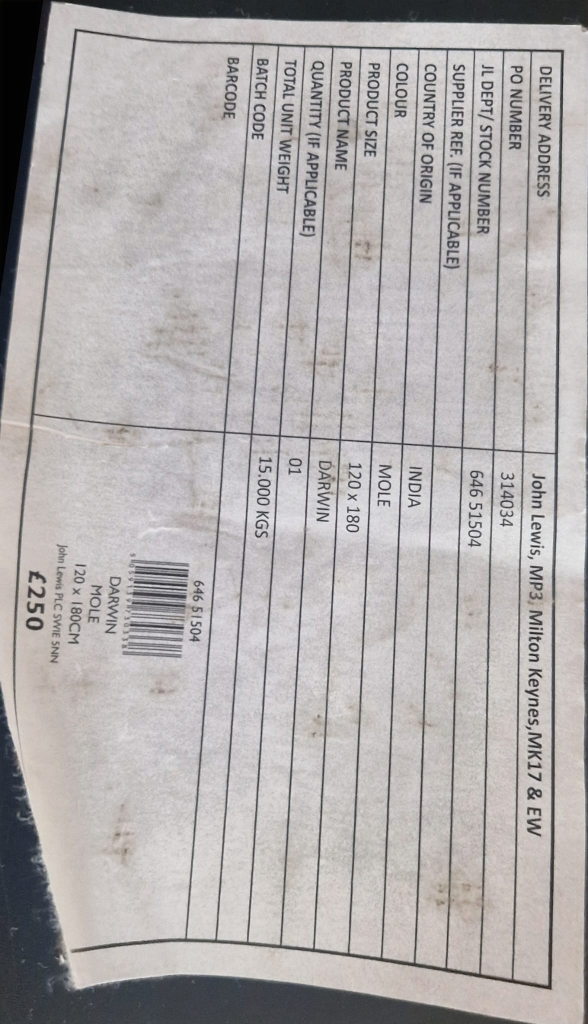 DELIVERY ADDRESS John Lewis, MP3, Milton Keynes,MK17 & EW
PO NUMBER 314034
JL DEPT/ STOCK NUMBER 646 51504
SUPPLIER REF. (IF APPLICABLE)
COUNTRY OF ORIGIN INDIA
COLOUR MOLE
PRODUCT SIZE 120 x 180
PRODUCT NAME DARWIN
QUANTITY (IF APPLICABLE) 01
TOTAL UNIT WEIGHT 15.000 KGS
BATCH CODE
BARCODE
646 51504
DARWIN
MOLE
120 x 180CM
John Lewis PLC SW1E 5NN
£250